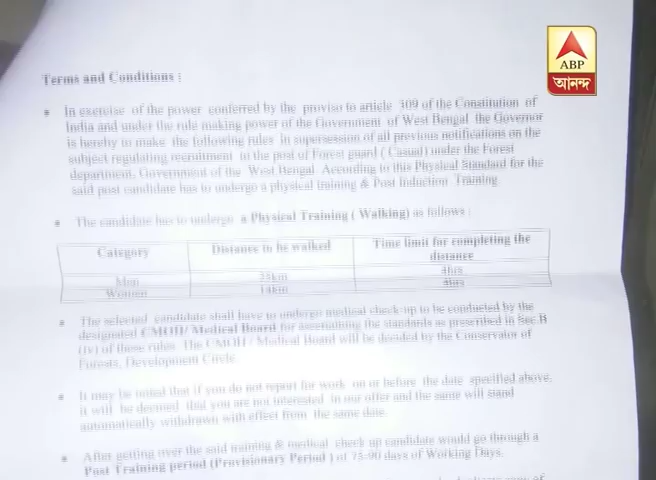 ABP
আনন্দ
Terms and Conditions :
In exercise of the power conferred by the proviso to article 309 of the Constitution of
India and under the rule making power of the Government of West Bengal the Governor
is hereby to make the following rules in supersession of all previous notifications on the
subject regulating recruitment to the post of Forest guard ( Casual) under the Forest
department, Government of the West Bengal. According to this Physical Standard for the
said post candidate has to undergo a physical training & Post Induction Training.
The candidate has to undergo a Physical Training ( Walking) as follows :
Category Distance to be walked Time limit for completing the
distance
Men 25km 4hrs
Women 14km 4hrs
The selected candidate shall have to undergo medical check-up to be conducted by the
designated CMOH/ Medical Board for ascertaining the standards as prescribed in Sec.B
(iv) of these rules. The CMOH / Medical Board will be decided by the Conservator of
Forests, Development Circle.
It may be noted that if you do not report for work on or before the date specified above,
it will be deemed that you are not interested in our offer and the same will stand
automatically withdrawn with effect from the same date.
After getting over the said training & medical check up candidate would go through a
Post Training period (Provisionary Period ) of 75-90 days of Working Days.